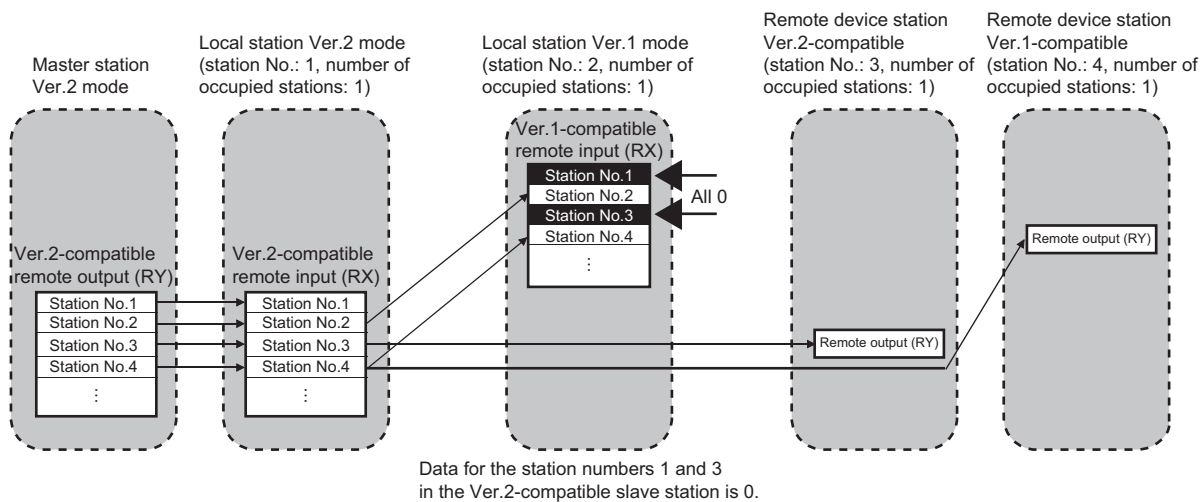 Master station
Ver.2 mode
Local station Ver.2 mode
(station No.: 1, number of
occupied stations: 1)
Local station Ver.1 mode
(station No.: 2, number of
occupied stations: 1)
Remote device station
Ver.2-compatible
(station No.: 3, number of
occupied stations: 1)
Remote device station
Ver.1-compatible
(station No.: 4, number of
occupied stations: 1)
Ver.2-compatible
remote output (RY)
Station No.1
Station No.2
Station No.3
Station No.4
⋮
Ver.2-compatible
remote input (RX)
Station No.1
Station No.2
Station No.3
Station No.4
⋮
Ver.1-compatible
remote input (RX)
Station No.1
Station No.2
Station No.3
Station No.4
⋮
All 0
Remote output (RY)
Remote output (RY)
Data for the station numbers 1 and 3
in the Ver.2-compatible slave station is 0.